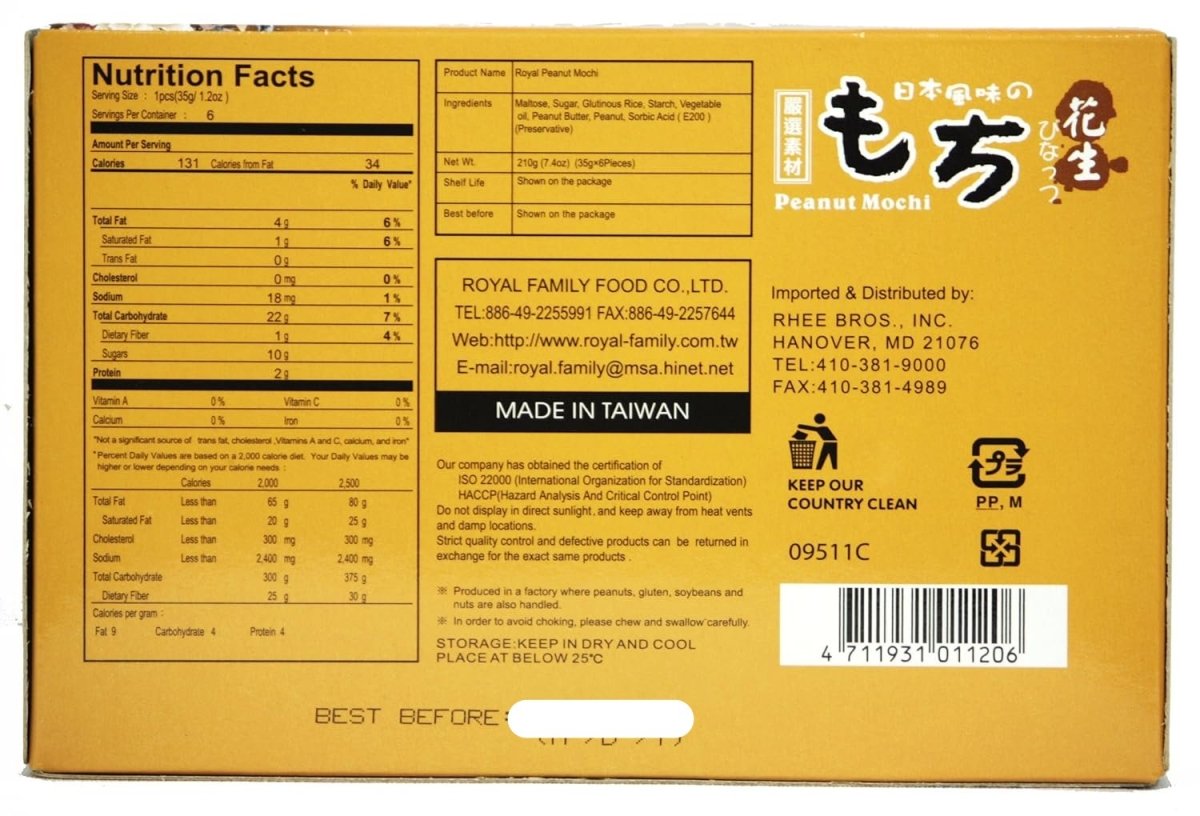 Nutrition Facts
Serving Size : 1pcs(35g/ 1.2oz )
Servings Per Container : 6
Amount Per Serving
Calories 131 Calories from Fat 34
% Daily Value*
Total Fat 4 g 6 %
Saturated Fat 1 g 6 %
Trans Fat 0 g
Cholesterol 0 mg 0 %
Sodium 18 mg 1 %
Total Carbohydrate 22 g 7 %
Dietary Fiber 1 g 4 %
Sugars 10 g
Protein 2 g
Vitamin A 0 % Vitamin C 0 %
Calcium 0 % Iron 0 %
"Not a significant source of trans fat, cholesterol ,Vitamins A and C, calcium, and iron"
*Percent Daily Values are based on a 2,000 calorie diet. Your Daily Values may be
higher or lower depending on your calorie needs :
Calories 2,000 2,500
Total Fat Less than 65 g 80 g
Saturated Fat Less than 20 g 25 g
Cholesterol Less than 300 mg 300 mg
Sodium Less than 2,400 mg 2,400 mg
Total Carbohydrate 300 g 375 g
Dietary Fiber 25 g 30 g
Calories per gram :
Fat 9 Carbohydrate 4 Protein 4
Product Name Royal Peanut Mochi
Ingredients Maltose, Sugar, Glutinous Rice, Starch, Vegetable
oil, Peanut Butter, Peanut, Sorbic Acid ( E200 )
(Preservative)
Net Wt. 210g (7.4oz) (35g×6Pieces)
Shelf Life Shown on the package
Best before Shown on the package
ROYAL FAMILY FOOD CO.,LTD.
TEL:886-49-2255991 FAX:886-49-2257644
Web:http://www.royal-family.com.tw
E-mail:royal.family@msa.hinet.net
MADE IN TAIWAN
Our company has obtained the certification of
ISO 22000 (International Organization for Standardization)
HACCP(Hazard Analysis And Critical Control Point)
Do not display in direct sunlight, and keep away from heat vents
and damp locations.
Strict quality control and defective products can be returned in
exchange for the exact same products .
※ Produced in a factory where peanuts, gluten, soybeans and
nuts are also handled.
※ In order to avoid choking, please chew and swallow carefully.
STORAGE:KEEP IN DRY AND COOL
PLACE AT BELOW 25℃
嚴選素材
日本風味の
もち
花生
ぴなっつ
Peanut Mochi
Imported & Distributed by:
RHEE BROS., INC.
HANOVER, MD 21076
TEL:410-381-9000
FAX:410-381-4989
KEEP OUR
COUNTRY CLEAN
プラ
PP, M
09511C
4 711931 011206
BEST BEFORE: